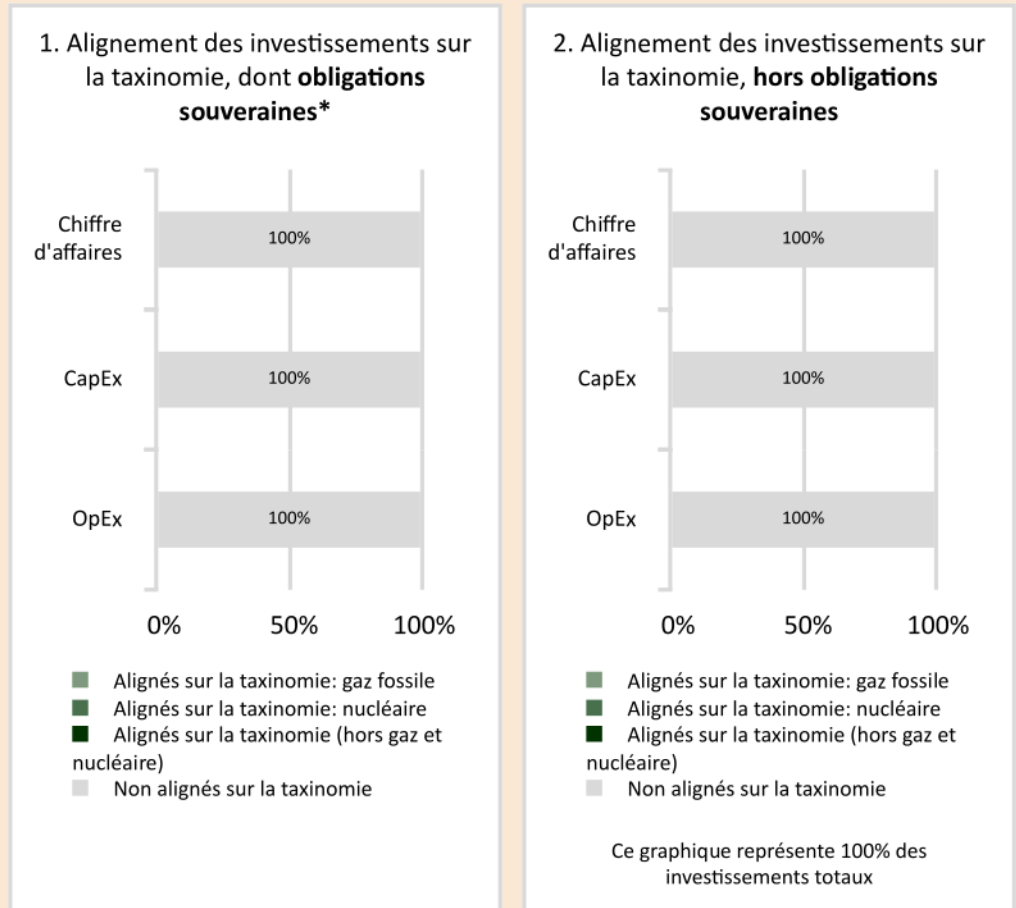 1. Alignement des investissements sur
la taxinomie, dont obligations
souveraines*
Chiffre
d'affaires
100%
CapEx
100%
OpEx
100%
0% 50% 100%
Alignés sur la taxinomie: gaz fossile
Alignés sur la taxinomie: nucléaire
Alignés sur la taxinomie (hors gaz et
nucléaire)
Non alignés sur la taxinomie
2. Alignement des investissements sur
la taxinomie, hors obligations
souveraines
Chiffre
d'affaires
100%
CapEx
100%
OpEx
100%
0% 50% 100%
Alignés sur la taxinomie: gaz fossile
Alignés sur la taxinomie: nucléaire
Alignés sur la taxinomie (hors gaz et
nucléaire)
Non alignés sur la taxinomie
Ce graphique représente 100% des
investissements totaux